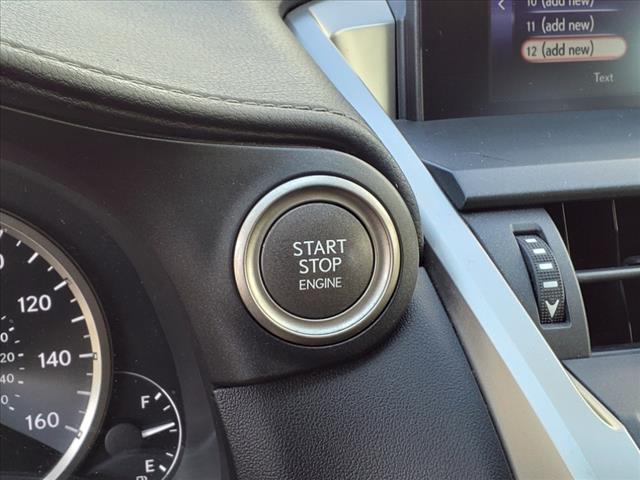 10 (add new)
11 (add new)
12 (add new)
Text
START
STOP
ENGINE
120
140
160
F
E